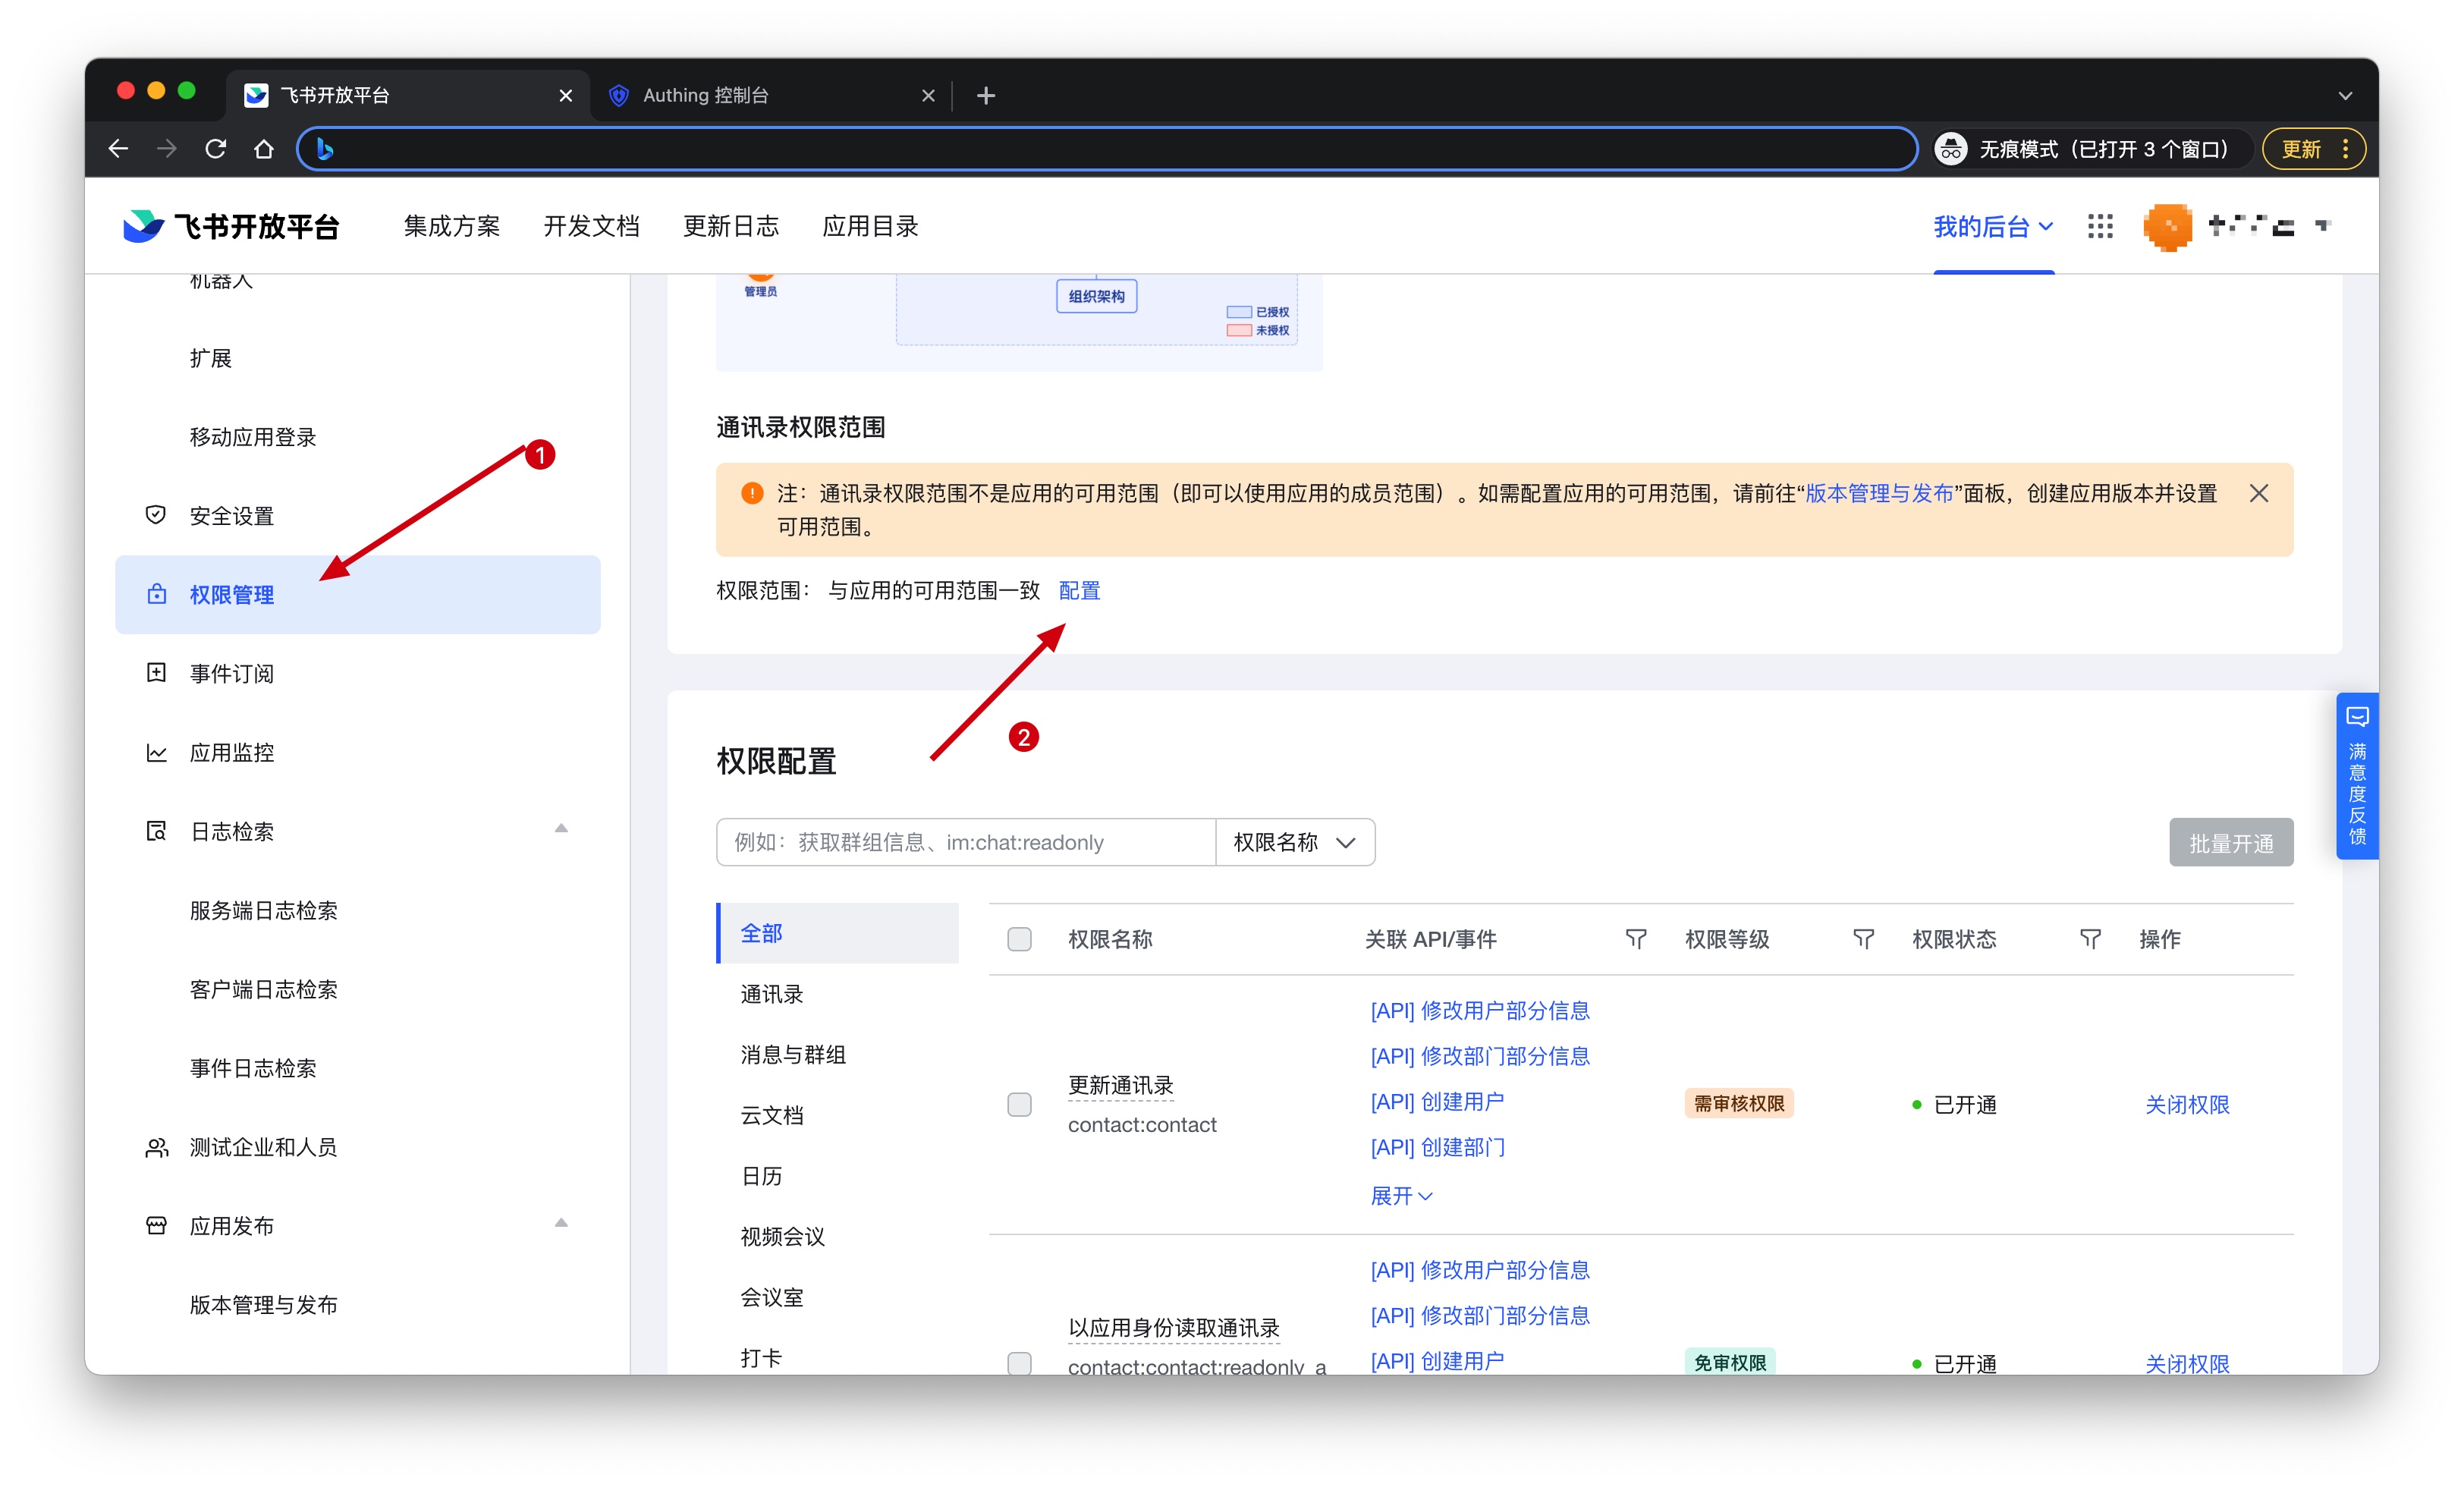 飞书开放平台
Authing 控制台
无痕模式（已打开 3 个窗口）
更新
飞书开放平台
集成方案
开发文档
更新日志
应用目录
我的后台
机器人
扩展
移动应用登录
安全设置
权限管理
事件订阅
应用监控
日志检索
服务端日志检索
客户端日志检索
事件日志检索
测试企业和人员
应用发布
版本管理与发布
1
管理员
组织架构
已授权
未授权
通讯录权限范围
注：通讯录权限范围不是应用的可用范围（即可以使用应用的成员范围）。如需配置应用的可用范围，请前往“版本管理与发布”面板，创建应用版本并设置
可用范围。
权限范围： 与应用的可用范围一致 配置
2
权限配置
例如：获取群组信息、im:chat:readonly
权限名称
批量开通
全部
通讯录
消息与群组
云文档
日历
视频会议
会议室
打卡
权限名称 关联 API/事件 权限等级 权限状态 操作
更新通讯录
contact:contact
[API] 修改用户部分信息
[API] 修改部门部分信息
[API] 创建用户
[API] 创建部门
展开
需审核权限
已开通
关闭权限
以应用身份读取通讯录
contact:contact:readonly_a
[API] 修改用户部分信息
[API] 修改部门部分信息
[API] 创建用户
免审权限
已开通
关闭权限
满意度反馈